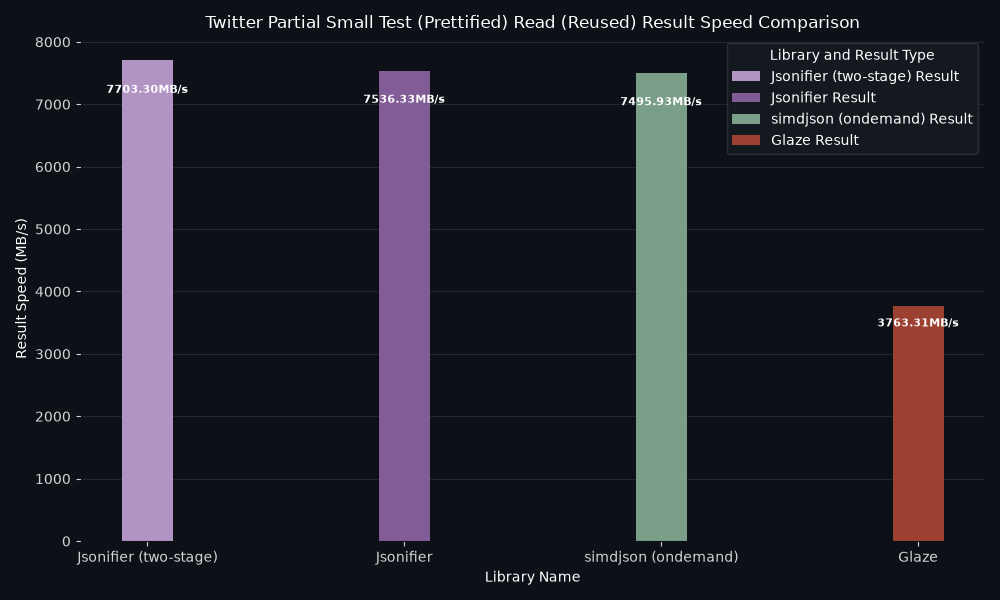 Twitter Partial Small Test (Prettified) Read (Reused) Result Speed Comparison
Library and Result Type
Jsonifier (two-stage) Result
Jsonifier Result
simdjson (ondemand) Result
Glaze Result
Result Speed (MB/s)
8000
7000
6000
5000
4000
3000
2000
1000
0
7703.30MB/s
7536.33MB/s
7495.93MB/s
3763.31MB/s
Jsonifier (two-stage)
Jsonifier
simdjson (ondemand)
Glaze
Library Name